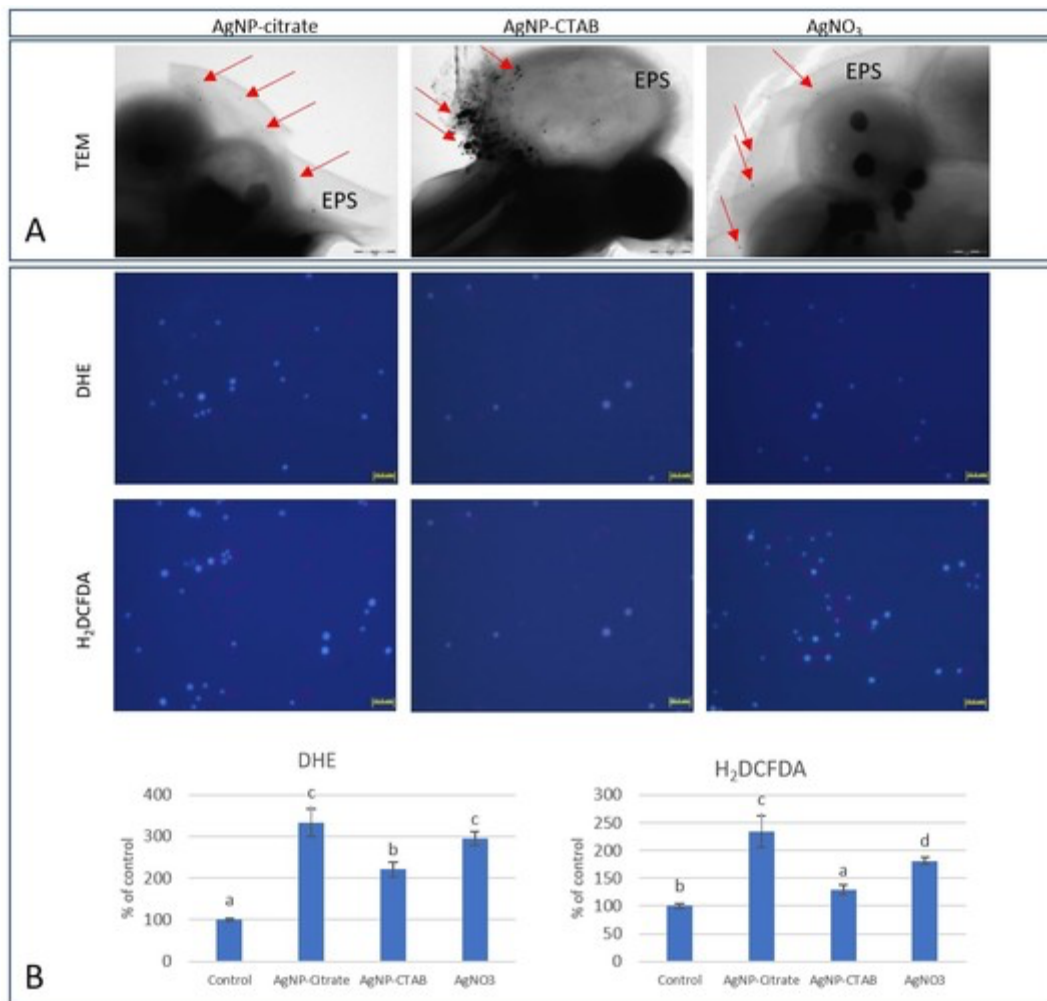 AgNP-citrate AgNP-CTAB AgNO₃
TEM
EPS
EPS
EPS
A
DHE
H₂DCFDA
DHE
400
300
200
100
0
% of control
a
c
b
c
Control AgNP-Citrate AgNP-CTAB AgNO3
H₂DCFDA
300
250
200
150
100
50
0
% of control
b
c
a
d
Control AgNP-Citrate AgNP-CTAB AgNO3
B